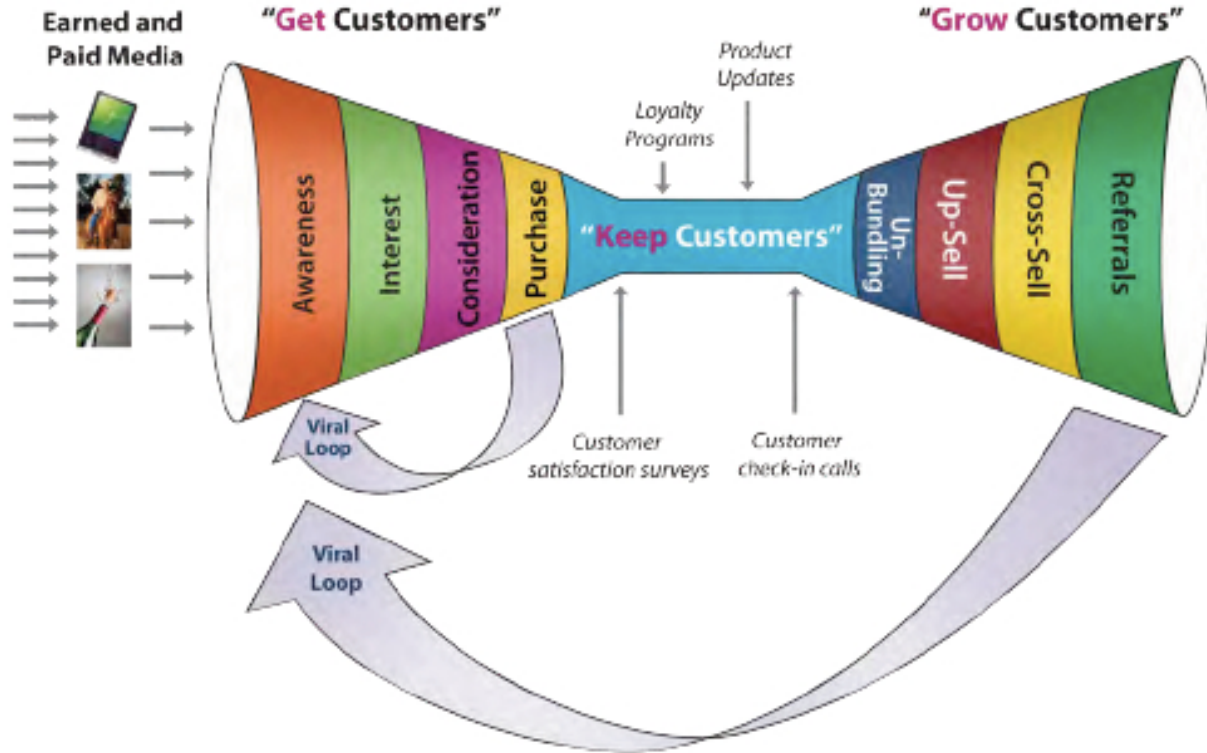 Earned and
Paid Media
"Get Customers"
"Grow Customers"
Product
Updates
Loyalty
Programs
Awareness
Interest
Consideration
Purchase
"Keep Customers"
Un-
Bundling
Up-Sell
Cross-Sell
Referrals
Viral
Loop
Customer
satisfaction surveys
Customer
check-in calls
Viral
Loop